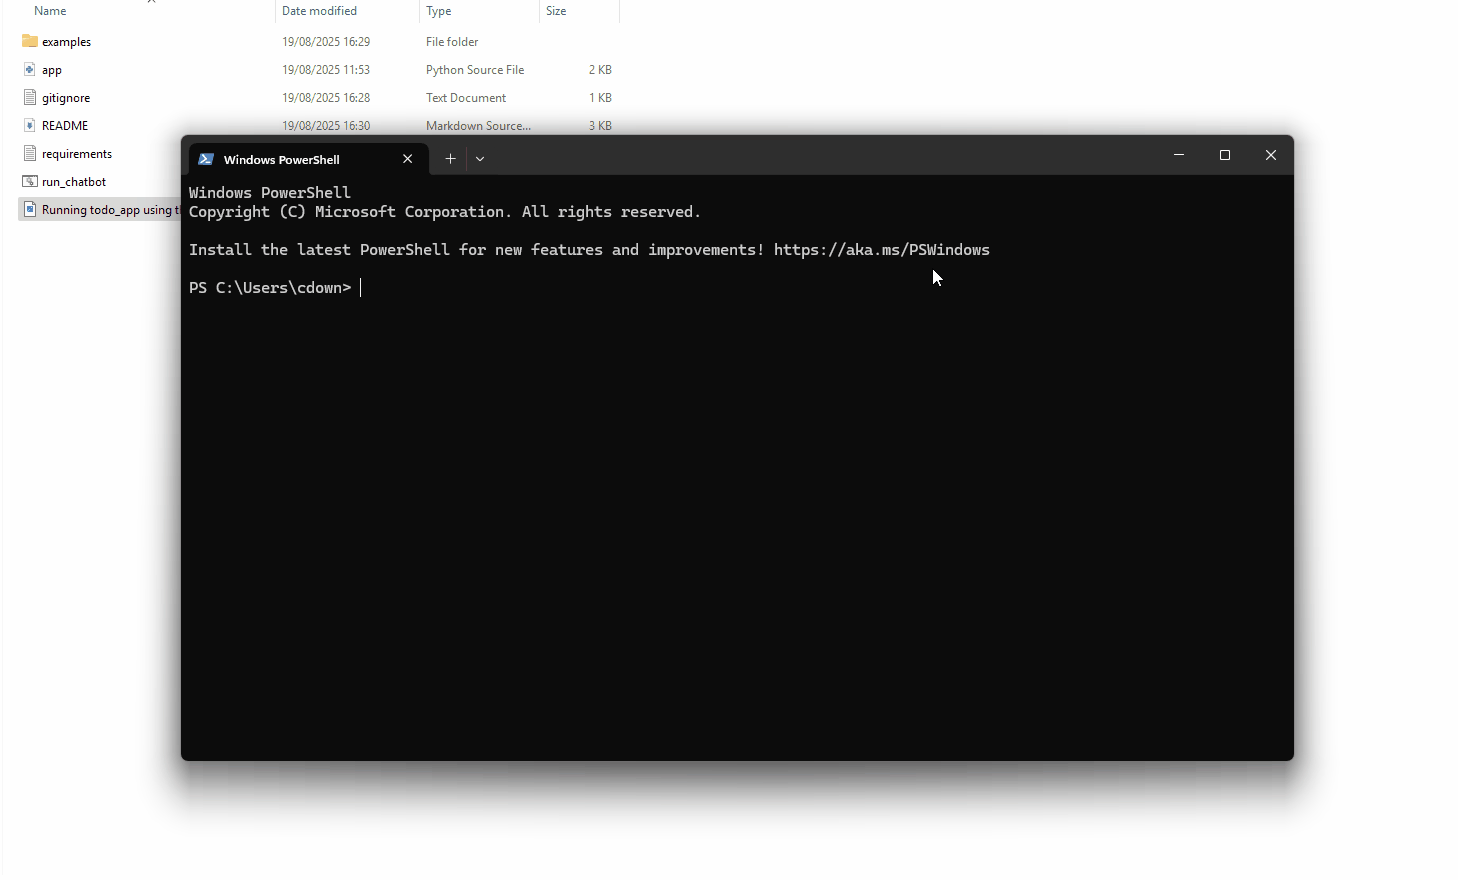 Name Date modified Type Size
examples 19/08/2025 16:29 File folder
app 19/08/2025 11:53 Python Source File 2 KB
gitignore 19/08/2025 16:28 Text Document 1 KB
README 19/08/2025 16:30 Markdown Source... 3 KB
requirements
run_chatbot
Running todo_app using
Windows PowerShell
Windows PowerShell
Copyright (C) Microsoft Corporation. All rights reserved.
Install the latest PowerShell for new features and improvements! https://aka.ms/PSWindows
PS C:\Users\cdown>